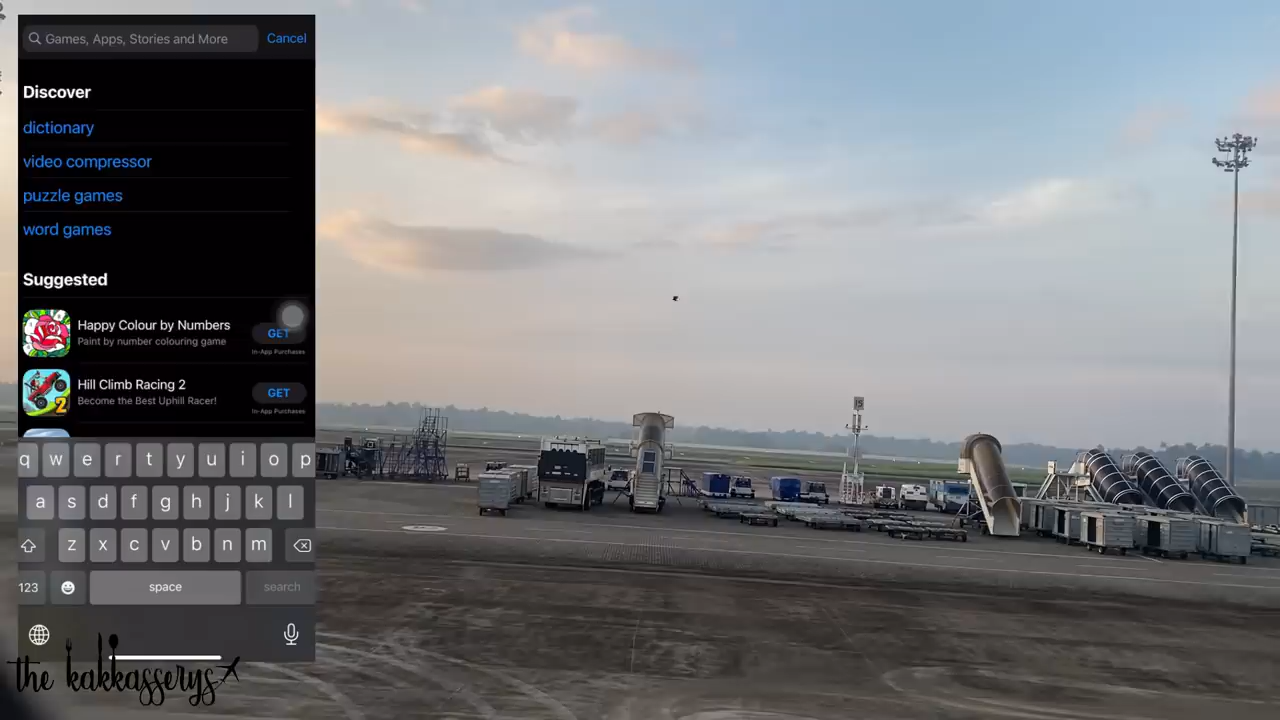 Games, Apps, Stories and More
Cancel
Discover
dictionary
video compressor
puzzle games
word games
Suggested
Happy Colour by Numbers
Paint by number colouring game
GET
In-App Purchases
Hill Climb Racing 2
Become the Best Uphill Racer!
GET
In-App Purchases
2
q w e r t y u i o p
a s d f g h j k l
z x c v b n m
123
space
search
the kakkasserys